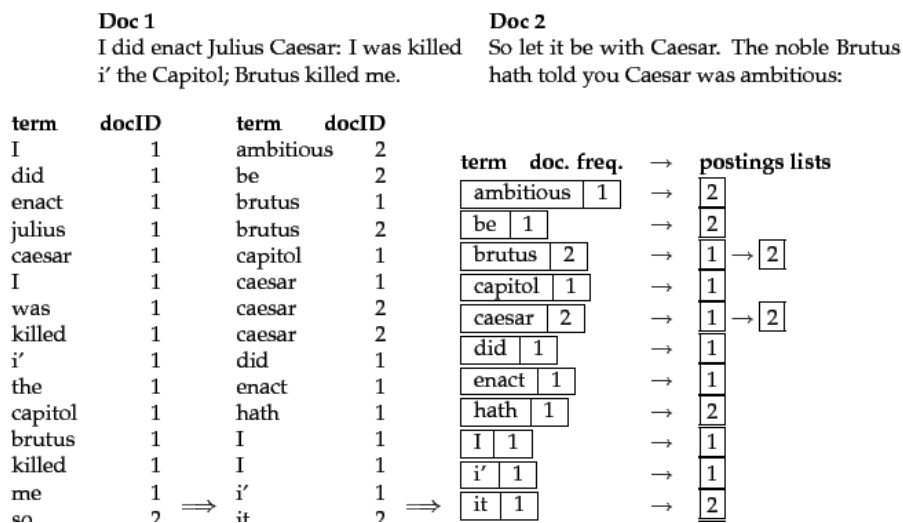 Doc 1
I did enact Julius Caesar: I was killed
i′ the Capitol; Brutus killed me.
Doc 2
So let it be with Caesar. The noble Brutus
hath told you Caesar was ambitious:
term docID
I 1
did 1
enact 1
julius 1
caesar 1
I 1
was 1
killed 1
i′ 1
the 1
capitol 1
brutus 1
killed 1
me 1
so 2
⟹
term docID
ambitious 2
be 2
brutus 1
brutus 2
capitol 1
caesar 1
caesar 2
caesar 2
did 1
enact 1
hath 1
I 1
I 1
i′ 1
it 2
⟹
term doc. freq. → postings lists
ambitious 1 → 2
be 1 → 2
brutus 2 → 1 → 2
capitol 1 → 1
caesar 2 → 1 → 2
did 1 → 1
enact 1 → 1
hath 1 → 2
I 1 → 1
i′ 1 → 1
it 1 → 2